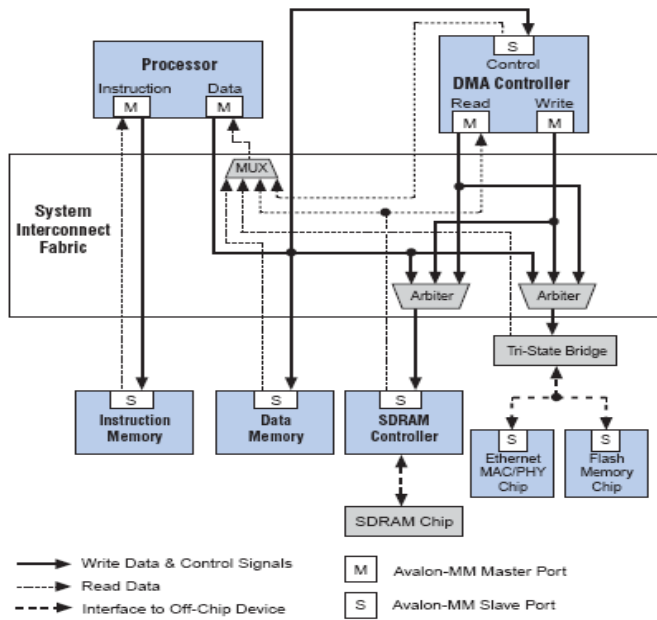 S
Control
Processor
DMA Controller
Instruction
Data
Read
Write
M
M
M
M
MUX
System
Interconnect
Fabric
Arbiter
Arbiter
Tri-State Bridge
S
S
S
Instruction
Memory
Data
Memory
SDRAM
Controller
S
S
Ethernet
MAC/PHY
Chip
Flash
Memory
Chip
SDRAM Chip
Write Data & Control Signals
Read Data
Interface to Off-Chip Device
M
Avalon-MM Master Port
S
Avalon-MM Slave Port